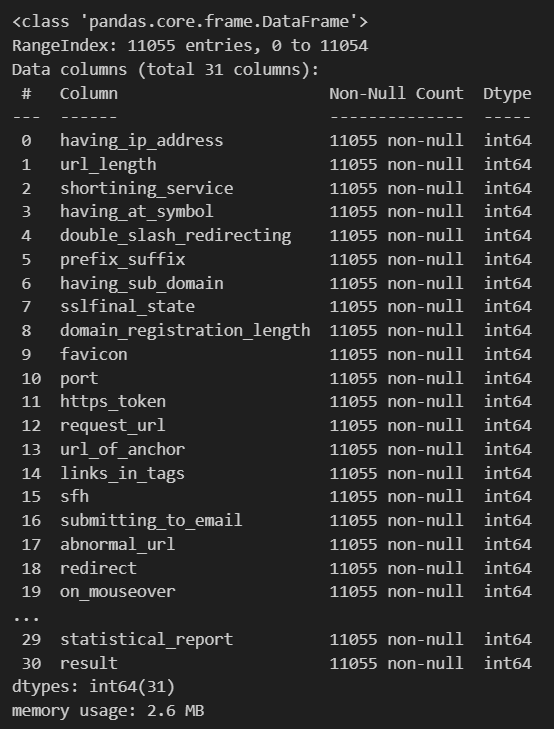 <class 'pandas.core.frame.DataFrame'>
RangeIndex: 11055 entries, 0 to 11054
Data columns (total 31 columns):
 #   Column                      Non-Null Count  Dtype
---  ------                      --------------  -----
 0   having_ip_address           11055 non-null  int64
 1   url_length                  11055 non-null  int64
 2   shortining_service          11055 non-null  int64
 3   having_at_symbol            11055 non-null  int64
 4   double_slash_redirecting    11055 non-null  int64
 5   prefix_suffix               11055 non-null  int64
 6   having_sub_domain           11055 non-null  int64
 7   sslfinal_state              11055 non-null  int64
 8   domain_registration_length  11055 non-null  int64
 9   favicon                     11055 non-null  int64
 10  port                        11055 non-null  int64
 11  https_token                 11055 non-null  int64
 12  request_url                 11055 non-null  int64
 13  url_of_anchor               11055 non-null  int64
 14  links_in_tags               11055 non-null  int64
 15  sfh                         11055 non-null  int64
 16  submitting_to_email         11055 non-null  int64
 17  abnormal_url                11055 non-null  int64
 18  redirect                    11055 non-null  int64
 19  on_mouseover                11055 non-null  int64
...
 29  statistical_report          11055 non-null  int64
 30  result                      11055 non-null  int64
dtypes: int64(31)
memory usage: 2.6 MB